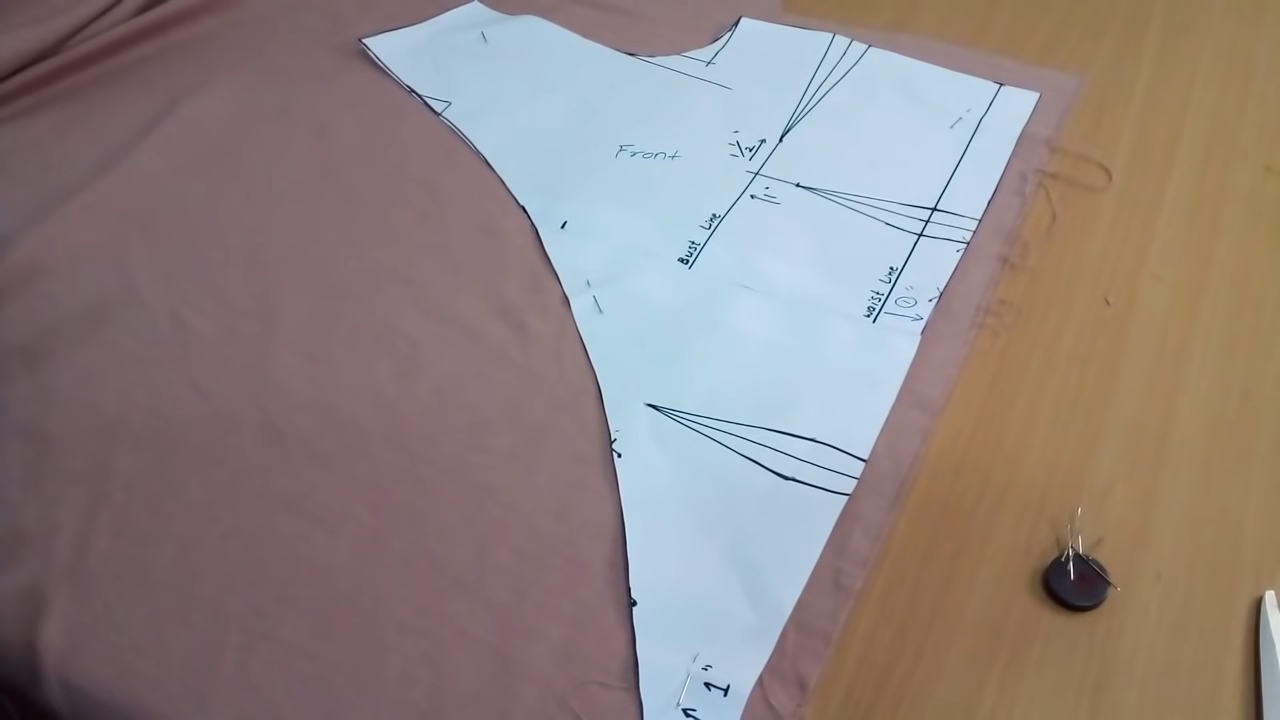 Front
1/2"
1"
Bust Line
waist Line
1"
1"